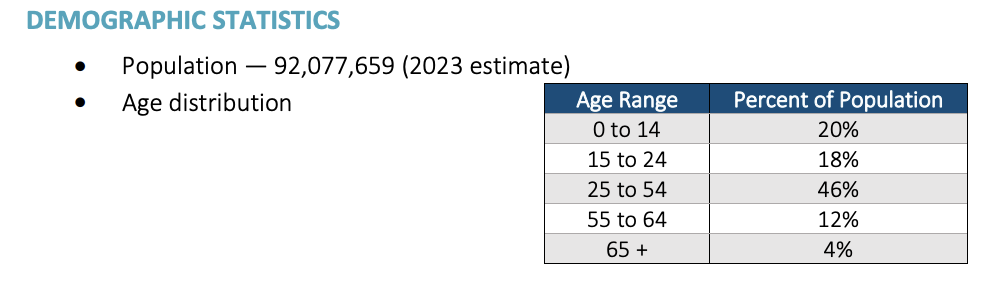 DEMOGRAPHIC STATISTICS
• Population — 92,077,659 (2023 estimate)
• Age distribution
Age Range Percent of Population
0 to 14 20%
15 to 24 18%
25 to 54 46%
55 to 64 12%
65 + 4%